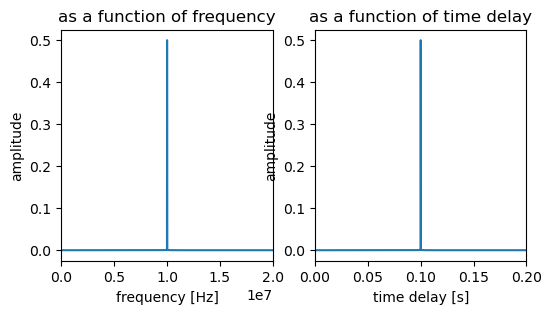 as a function of frequency
amplitude
0.5
0.4
0.3
0.2
0.1
0.0
0.0 0.5 1.0 1.5 2.0
1e7
frequency [Hz]
as a function of time delay
amplitude
0.5
0.4
0.3
0.2
0.1
0.0
0.00 0.05 0.10 0.15 0.20
time delay [s]